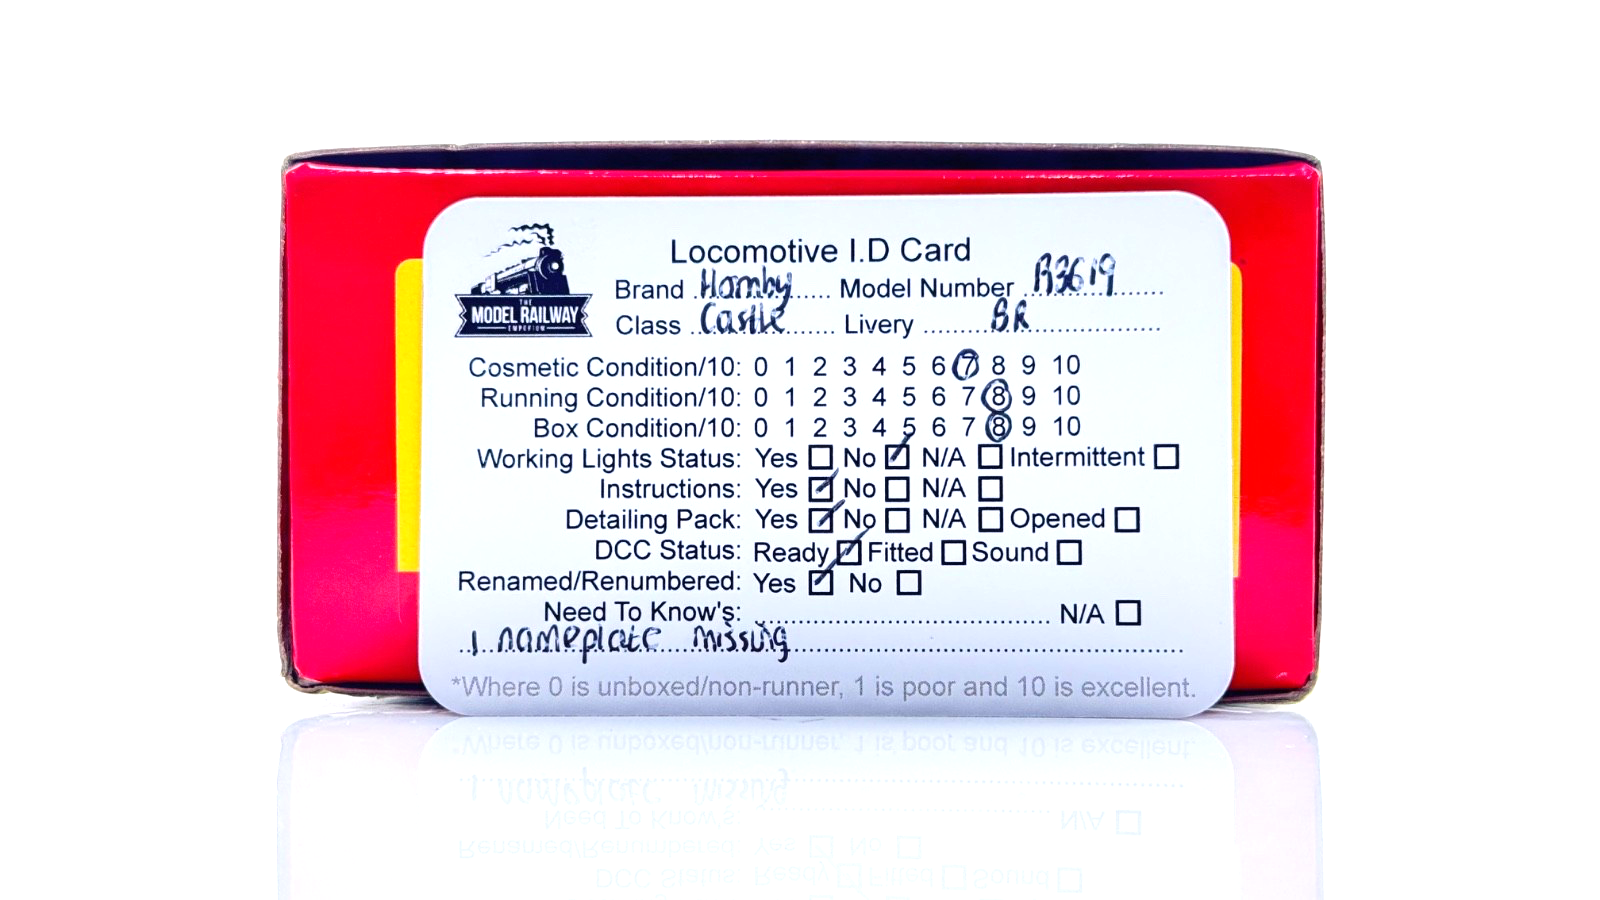 THE
MODEL RAILWAY
EMPORIUM
Locomotive I.D Card
Brand Hornby Model Number R3619
Class Castle Livery BR
Cosmetic Condition/10: 0 1 2 3 4 5 6 7 8 9 10
Running Condition/10: 0 1 2 3 4 5 6 7 8 9 10
Box Condition/10: 0 1 2 3 4 5 6 7 8 9 10
Working Lights Status: Yes No N/A Intermittent
Instructions: Yes No N/A
Detailing Pack: Yes No N/A Opened
DCC Status: Ready Fitted Sound
Renamed/Renumbered: Yes No
Need To Know's: N/A
1 nameplate missing
*Where 0 is unboxed/non-runner, 1 is poor and 10 is excellent.